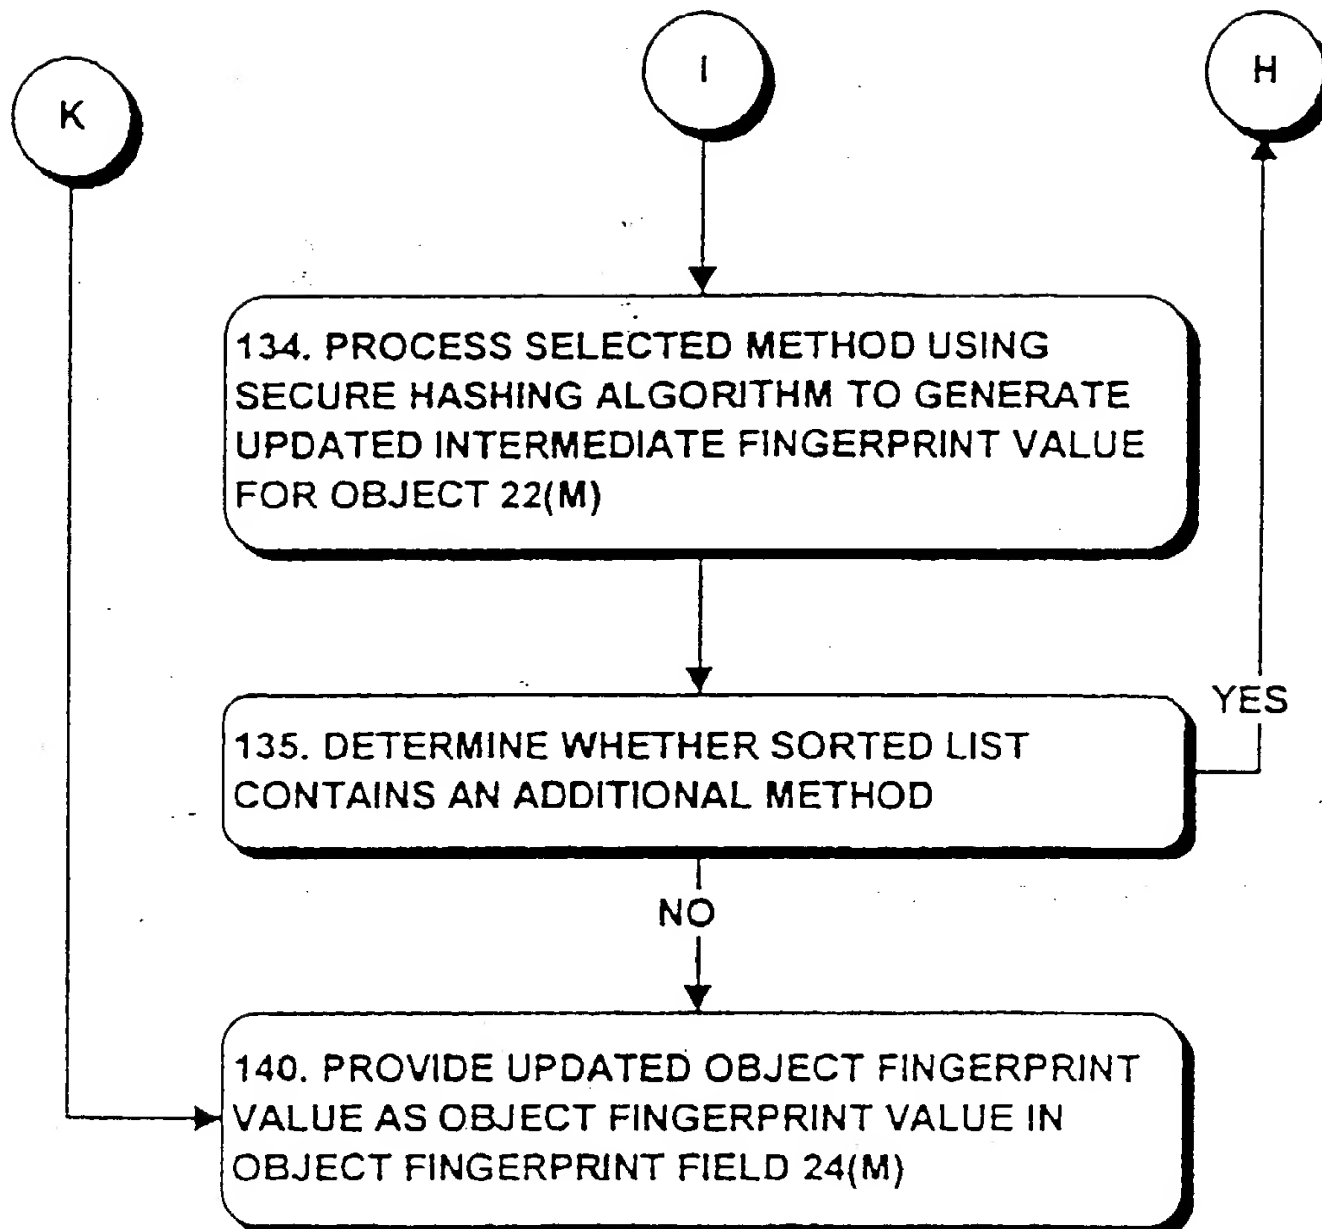 K
I
H
134. PROCESS SELECTED METHOD USING
SECURE HASHING ALGORITHM TO GENERATE
UPDATED INTERMEDIATE FINGERPRINT VALUE
FOR OBJECT 22(M)
135. DETERMINE WHETHER SORTED LIST
CONTAINS AN ADDITIONAL METHOD
YES
NO
140. PROVIDE UPDATED OBJECT FINGERPRINT
VALUE AS OBJECT FINGERPRINT VALUE IN
OBJECT FINGERPRINT FIELD 24(M)